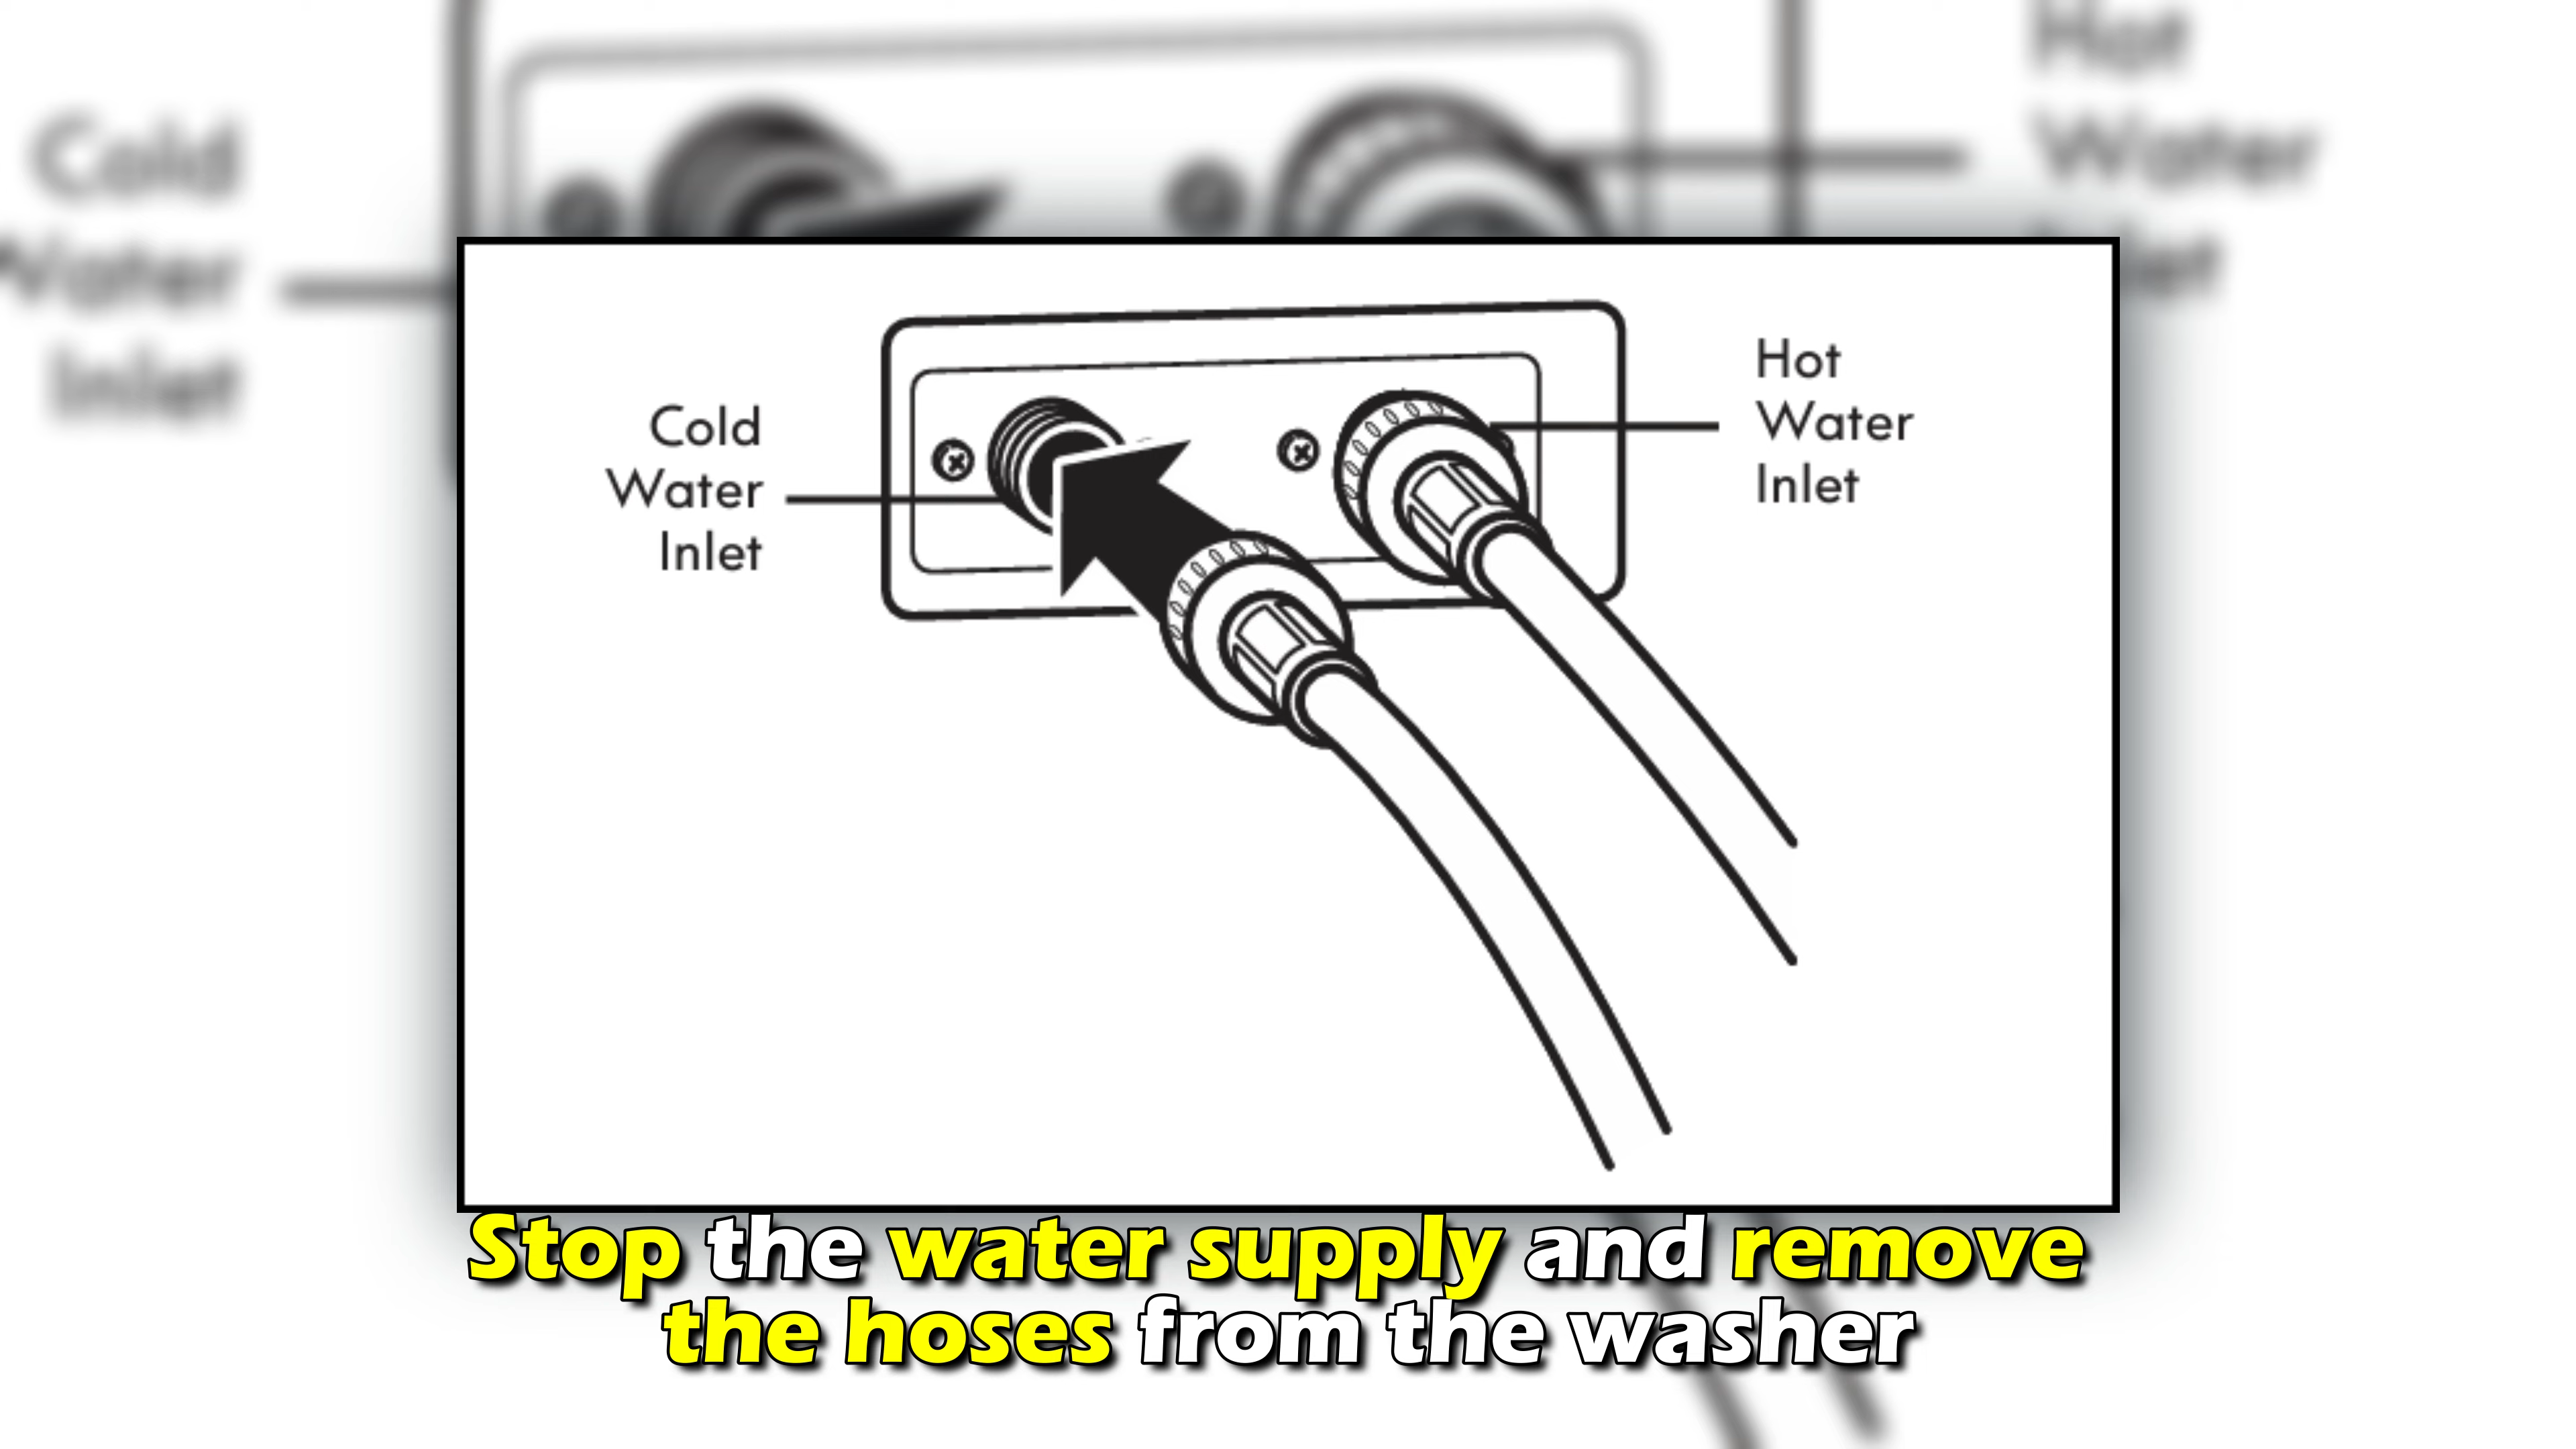 Cold
Water
Inlet
Hot
Water
Inlet
Stop the water supply and remove
the hoses from the washer